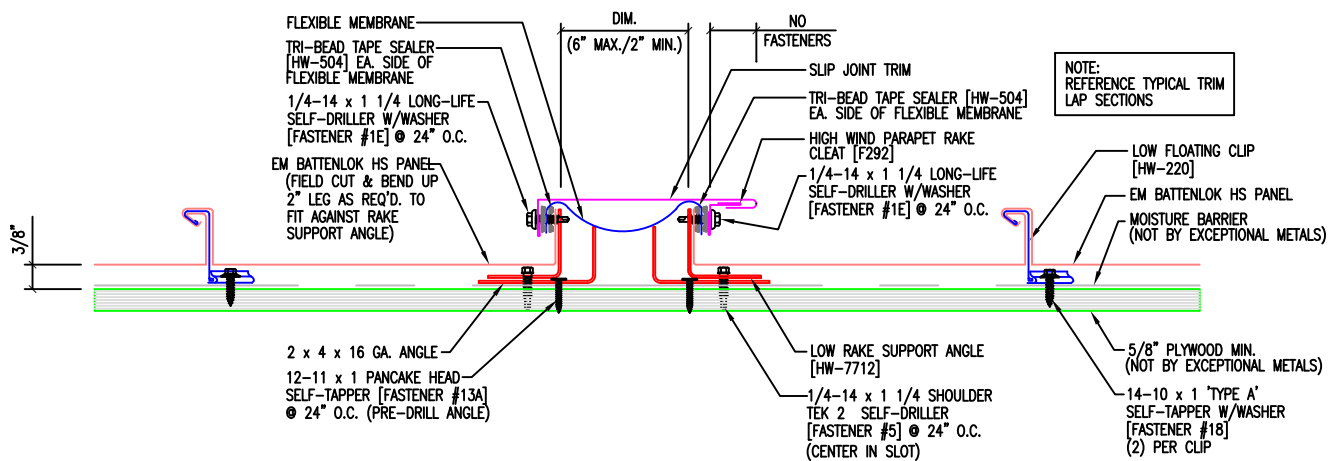 FLEXIBLE MEMBRANE
TRI-BEAD TAPE SEALER
[HW-504] EA. SIDE OF
FLEXIBLE MEMBRANE
1/4-14 x 1 1/4 LONG-LIFE
SELF-DRILLER W/WASHER
[FASTENER #1E] @ 24" O.C.
EM BATTENLOK HS PANEL
(FIELD CUT & BEND UP
2" LEG AS REQ'D. TO
FIT AGAINST RAKE
SUPPORT ANGLE)
3/8"
DIM.
(6" MAX./2" MIN.)
NO
FASTENERS
SLIP JOINT TRIM
TRI-BEAD TAPE SEALER [HW-504]
EA. SIDE OF FLEXIBLE MEMBRANE
HIGH WIND PARAPET RAKE
CLEAT [F292]
1/4-14 x 1 1/4 LONG-LIFE
SELF-DRILLER W/WASHER
[FASTENER #1E] @ 24" O.C.
NOTE:
REFERENCE TYPICAL TRIM
LAP SECTIONS
LOW FLOATING CLIP
[HW-220]
EM BATTENLOK HS PANEL
MOISTURE BARRIER
(NOT BY EXCEPTIONAL METALS)
2 x 4 x 16 GA. ANGLE
12-11 x 1 PANCAKE HEAD
SELF-TAPPER [FASTENER #13A]
@ 24" O.C. (PRE-DRILL ANGLE)
LOW RAKE SUPPORT ANGLE
[HW-7712]
1/4-14 x 1 1/4 SHOULDER
TEK 2 SELF-DRILLER
[FASTENER #5] @ 24" O.C.
(CENTER IN SLOT)
5/8" PLYWOOD MIN.
(NOT BY EXCEPTIONAL METALS)
14-10 x 1 'TYPE A'
SELF-TAPPER W/WASHER
[FASTENER #18]
(2) PER CLIP